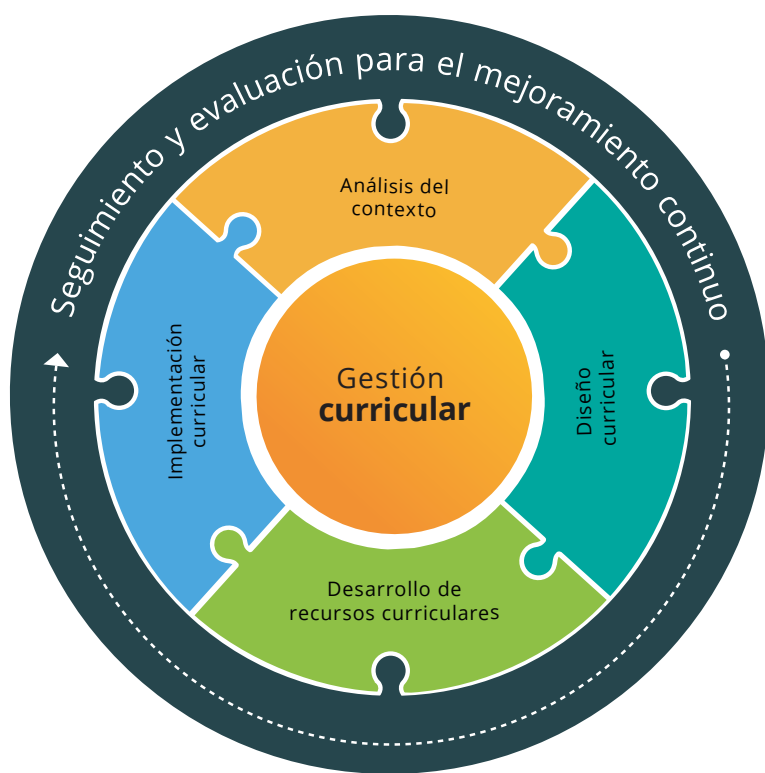 Seguimiento y evaluación para el mejoramiento continuo
Análisis del
contexto
Implementación
curricular
Gestión
curricular
Diseño
curricular
Desarrollo de
recursos curriculares